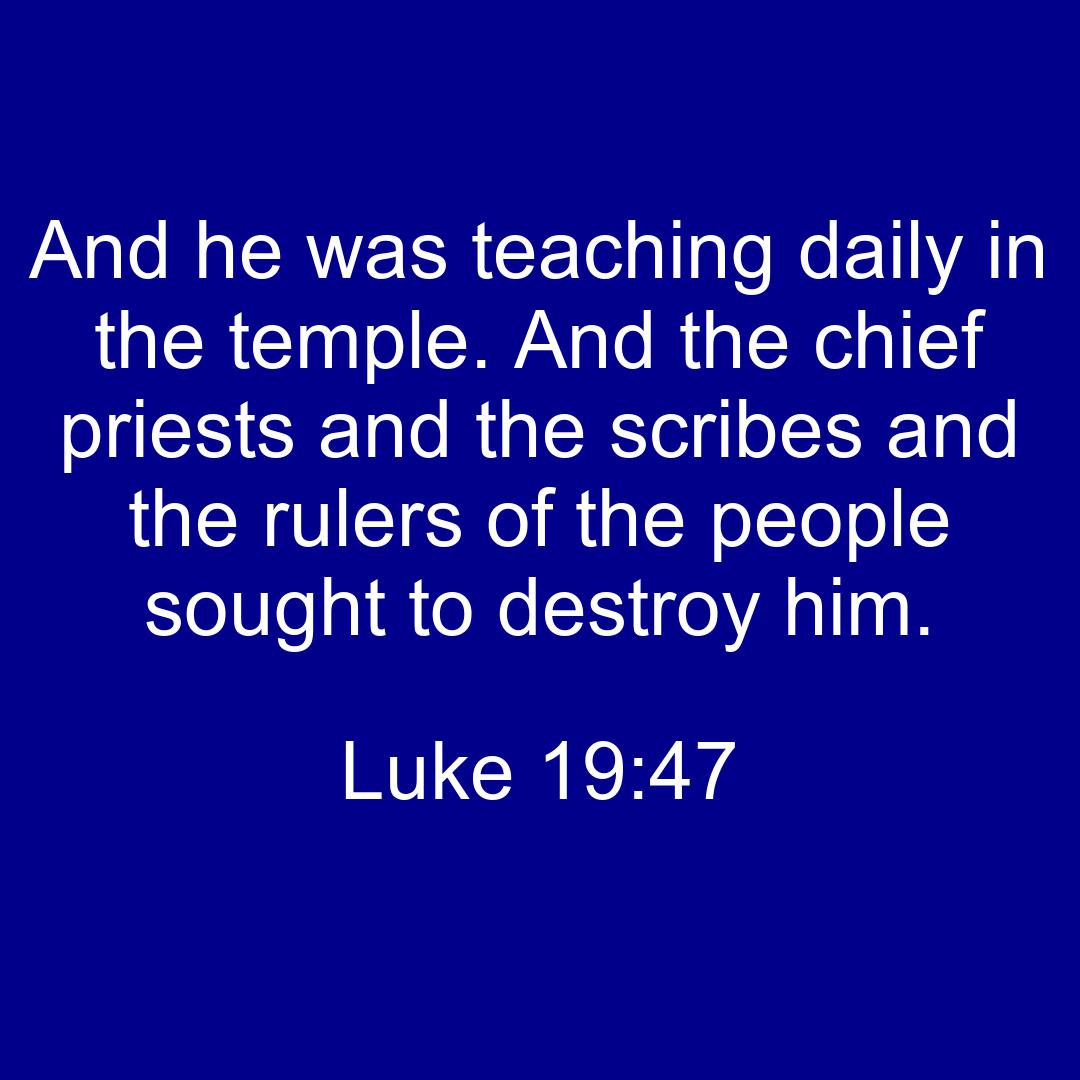 And he was teaching daily in
the temple. And the chief
priests and the scribes and
the rulers of the people
sought to destroy him.
Luke 19:47